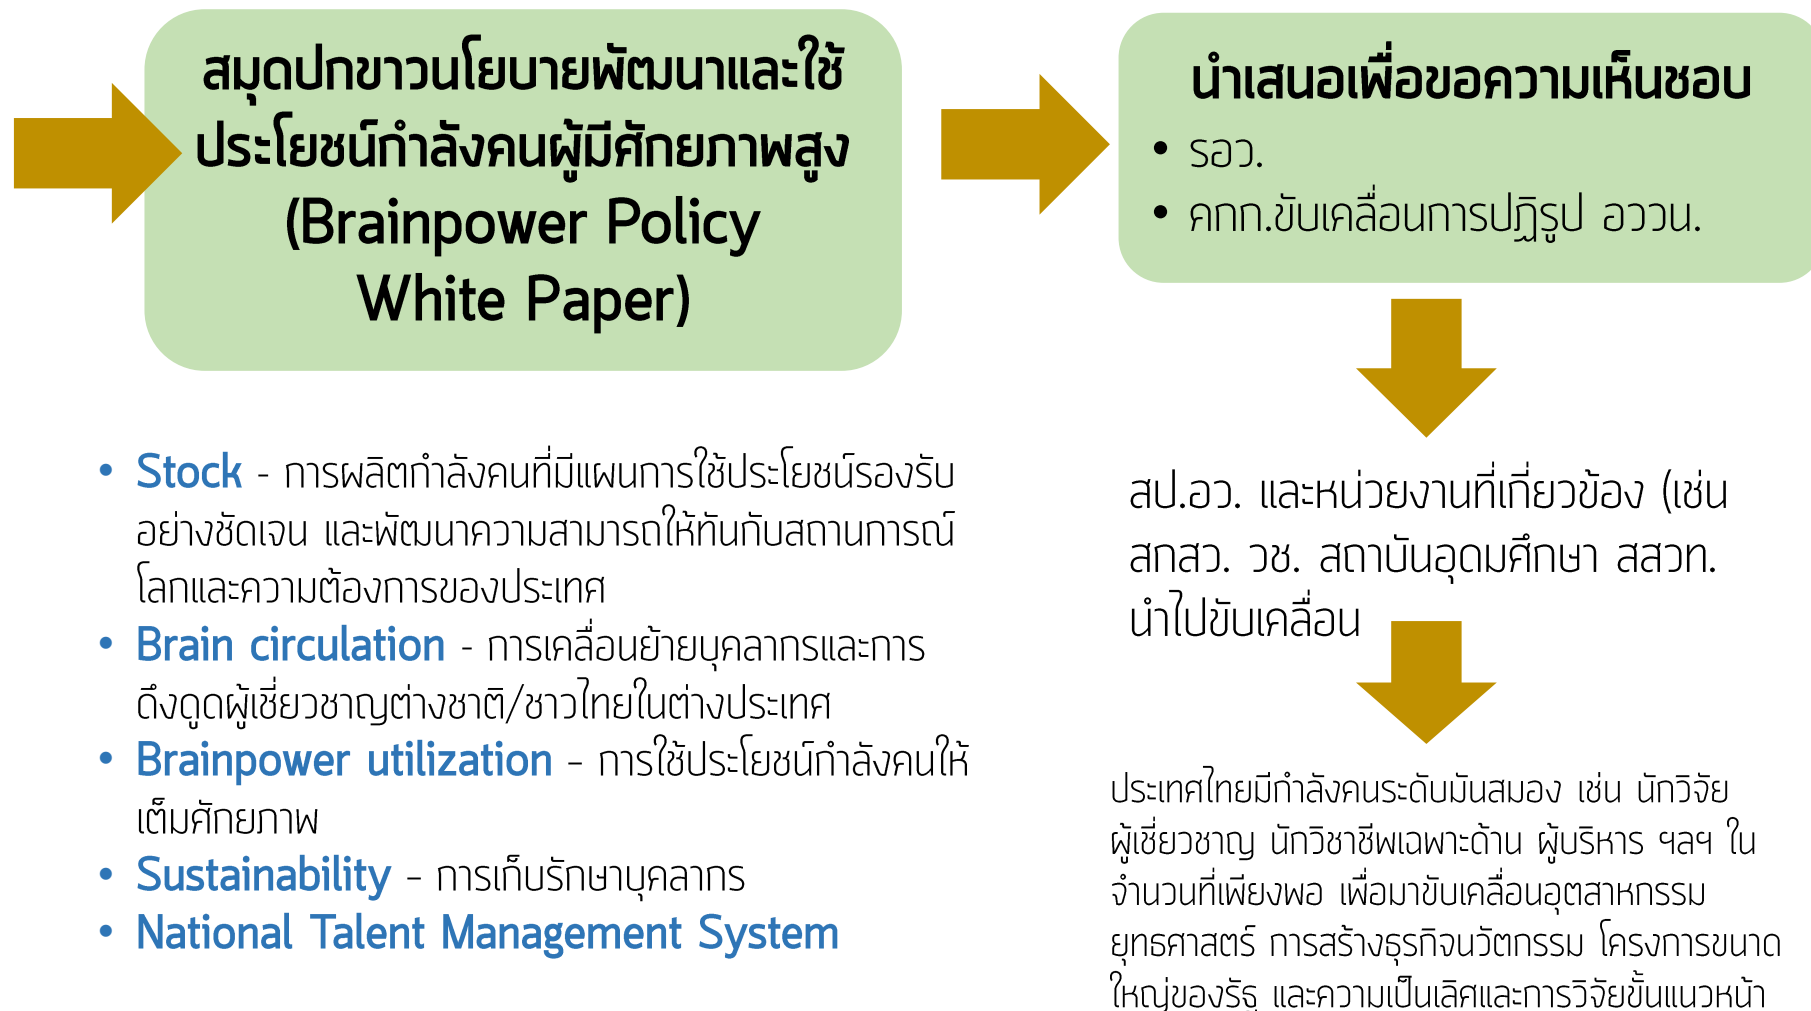 สมุดปกขาวนโยบายพัฒนาและใช้
ประโยชน์กำลังคนผู้มีศักยภาพสูง
(Brainpower Policy
White Paper)
• Stock - การผลิตกำลังคนที่มีแผนการใช้ประโยชน์รองรับ
อย่างชัดเจน และพัฒนาความสามารถให้ทันกับสถานการณ์
โลกและความต้องการของประเทศ
• Brain circulation - การเคลื่อนย้ายบุคลากรและการ
ดึงดูดผู้เชี่ยวชาญต่างชาติ/ชาวไทยในต่างประเทศ
• Brainpower utilization – การใช้ประโยชน์กำลังคนให้
เต็มศักยภาพ
• Sustainability – การเก็บรักษาบุคลากร
• National Talent Management System
นำเสนอเพื่อขอความเห็นชอบ
• รอว.
• คกก.ขับเคลื่อนการปฏิรูป อววน.
สป.อว. และหน่วยงานที่เกี่ยวข้อง (เช่น
สกสว. วช. สถาบันอุดมศึกษา สสวท.
นำไปขับเคลื่อน
ประเทศไทยมีกำลังคนระดับมันสมอง เช่น นักวิจัย
ผู้เชี่ยวชาญ นักวิชาชีพเฉพาะด้าน ผู้บริหาร ฯลฯ ใน
จำนวนที่เพียงพอ เพื่อมาขับเคลื่อนอุตสาหกรรม
ยุทธศาสตร์ การสร้างธุรกิจนวัตกรรม โครงการขนาด
ใหญ่ของรัฐ และความเป็นเลิศและการวิจัยขั้นแนวหน้า